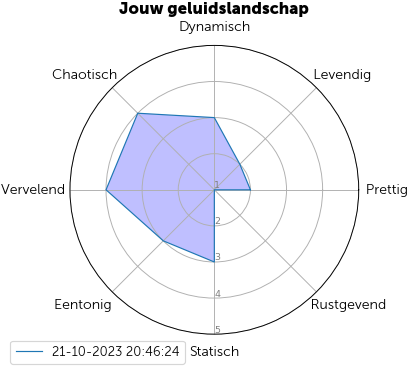 Jouw geluidslandschap
Dynamisch
Chaotisch
Levendig
Vervelend
1
Prettig
2
3
Eentonig
4
Rustgevend
5
21-10-2023 20:46:24
Statisch